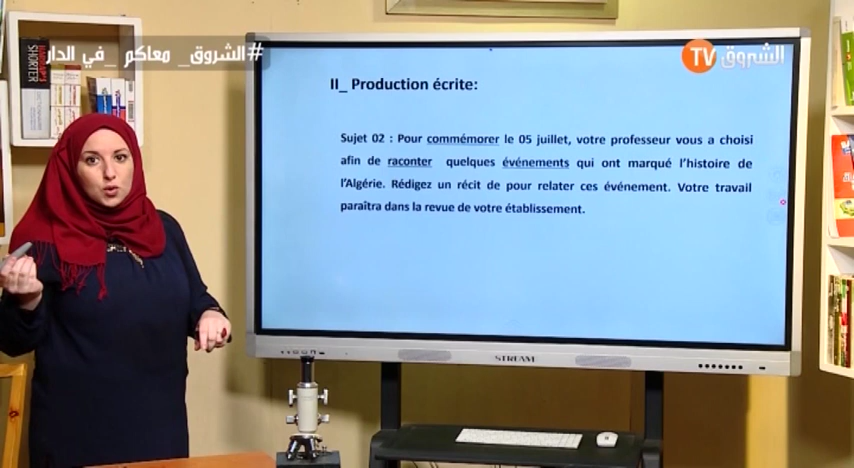 #الشروق_ معاكم _في الدار
الشروق TV
SHORTER
II_ Production écrite:
Sujet 02 : Pour commémorer le 05 juillet, votre professeur vous a choisi
afin de raconter quelques événements qui ont marqué l'histoire de
l'Algérie. Rédigez un récit de pour relater ces événement. Votre travail
paraîtra dans la revue de votre établissement.
STREAM